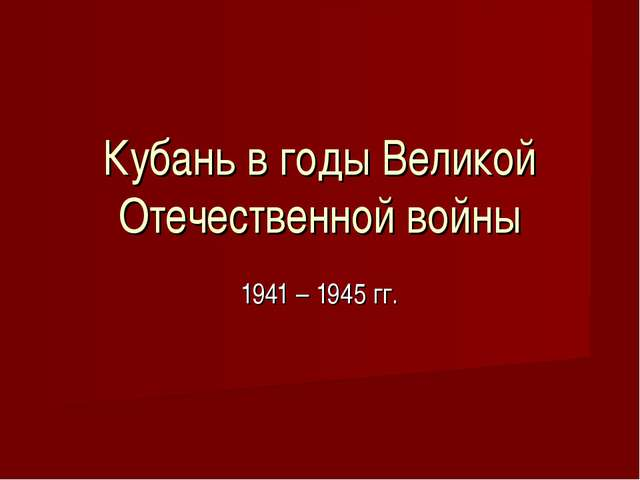 Кубань в годы Великой
Отечественной войны
1941 – 1945 гг.